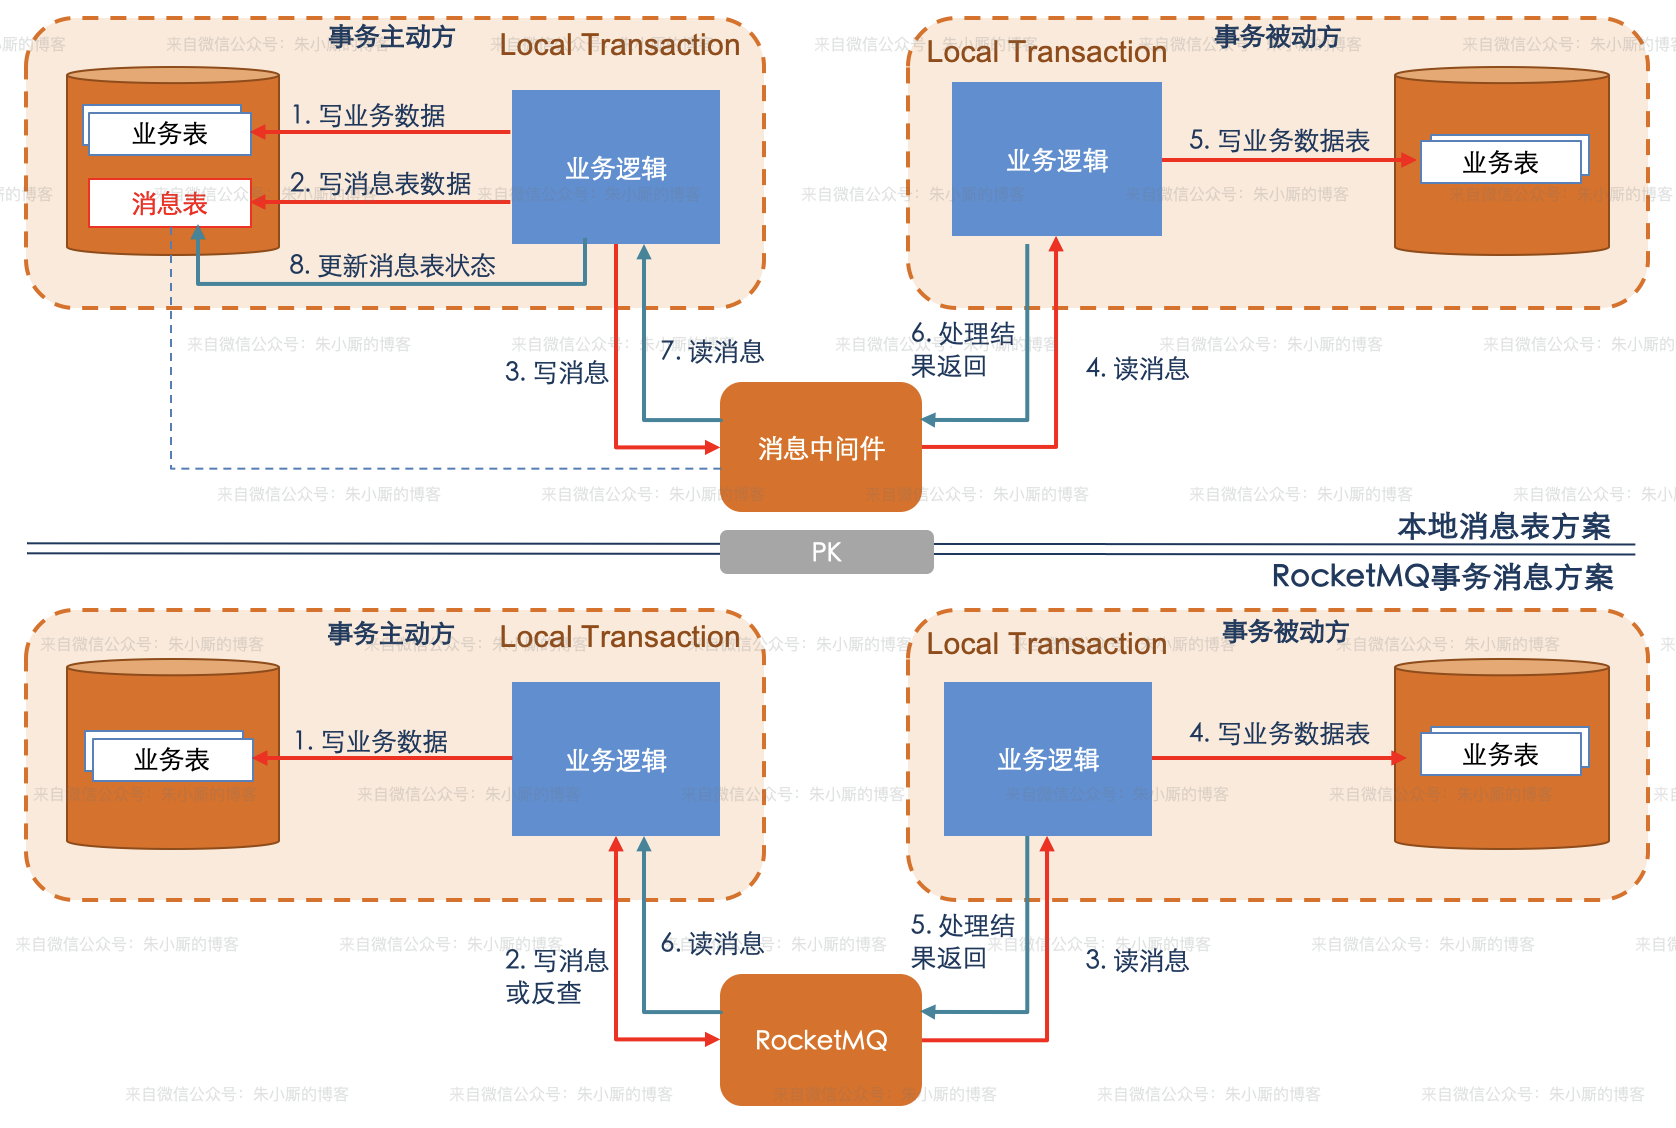 事务主动方
Local Transaction
业务表
消息表
1. 写业务数据
2. 写消息表数据
8. 更新消息表状态
业务逻辑
事务被动方
Local Transaction
业务逻辑
5. 写业务数据表
业务表
3. 写消息
7. 读消息
6. 处理结
果返回
4. 读消息
消息中间件
本地消息表方案
PK
RocketMQ事务消息方案
事务主动方
Local Transaction
业务表
1. 写业务数据
业务逻辑
事务被动方
Local Transaction
业务逻辑
4. 写业务数据表
业务表
2. 写消息
或反查
6. 读消息
5. 处理结
果返回
3. 读消息
RocketMQ
来自微信公众号：朱小厮的博客